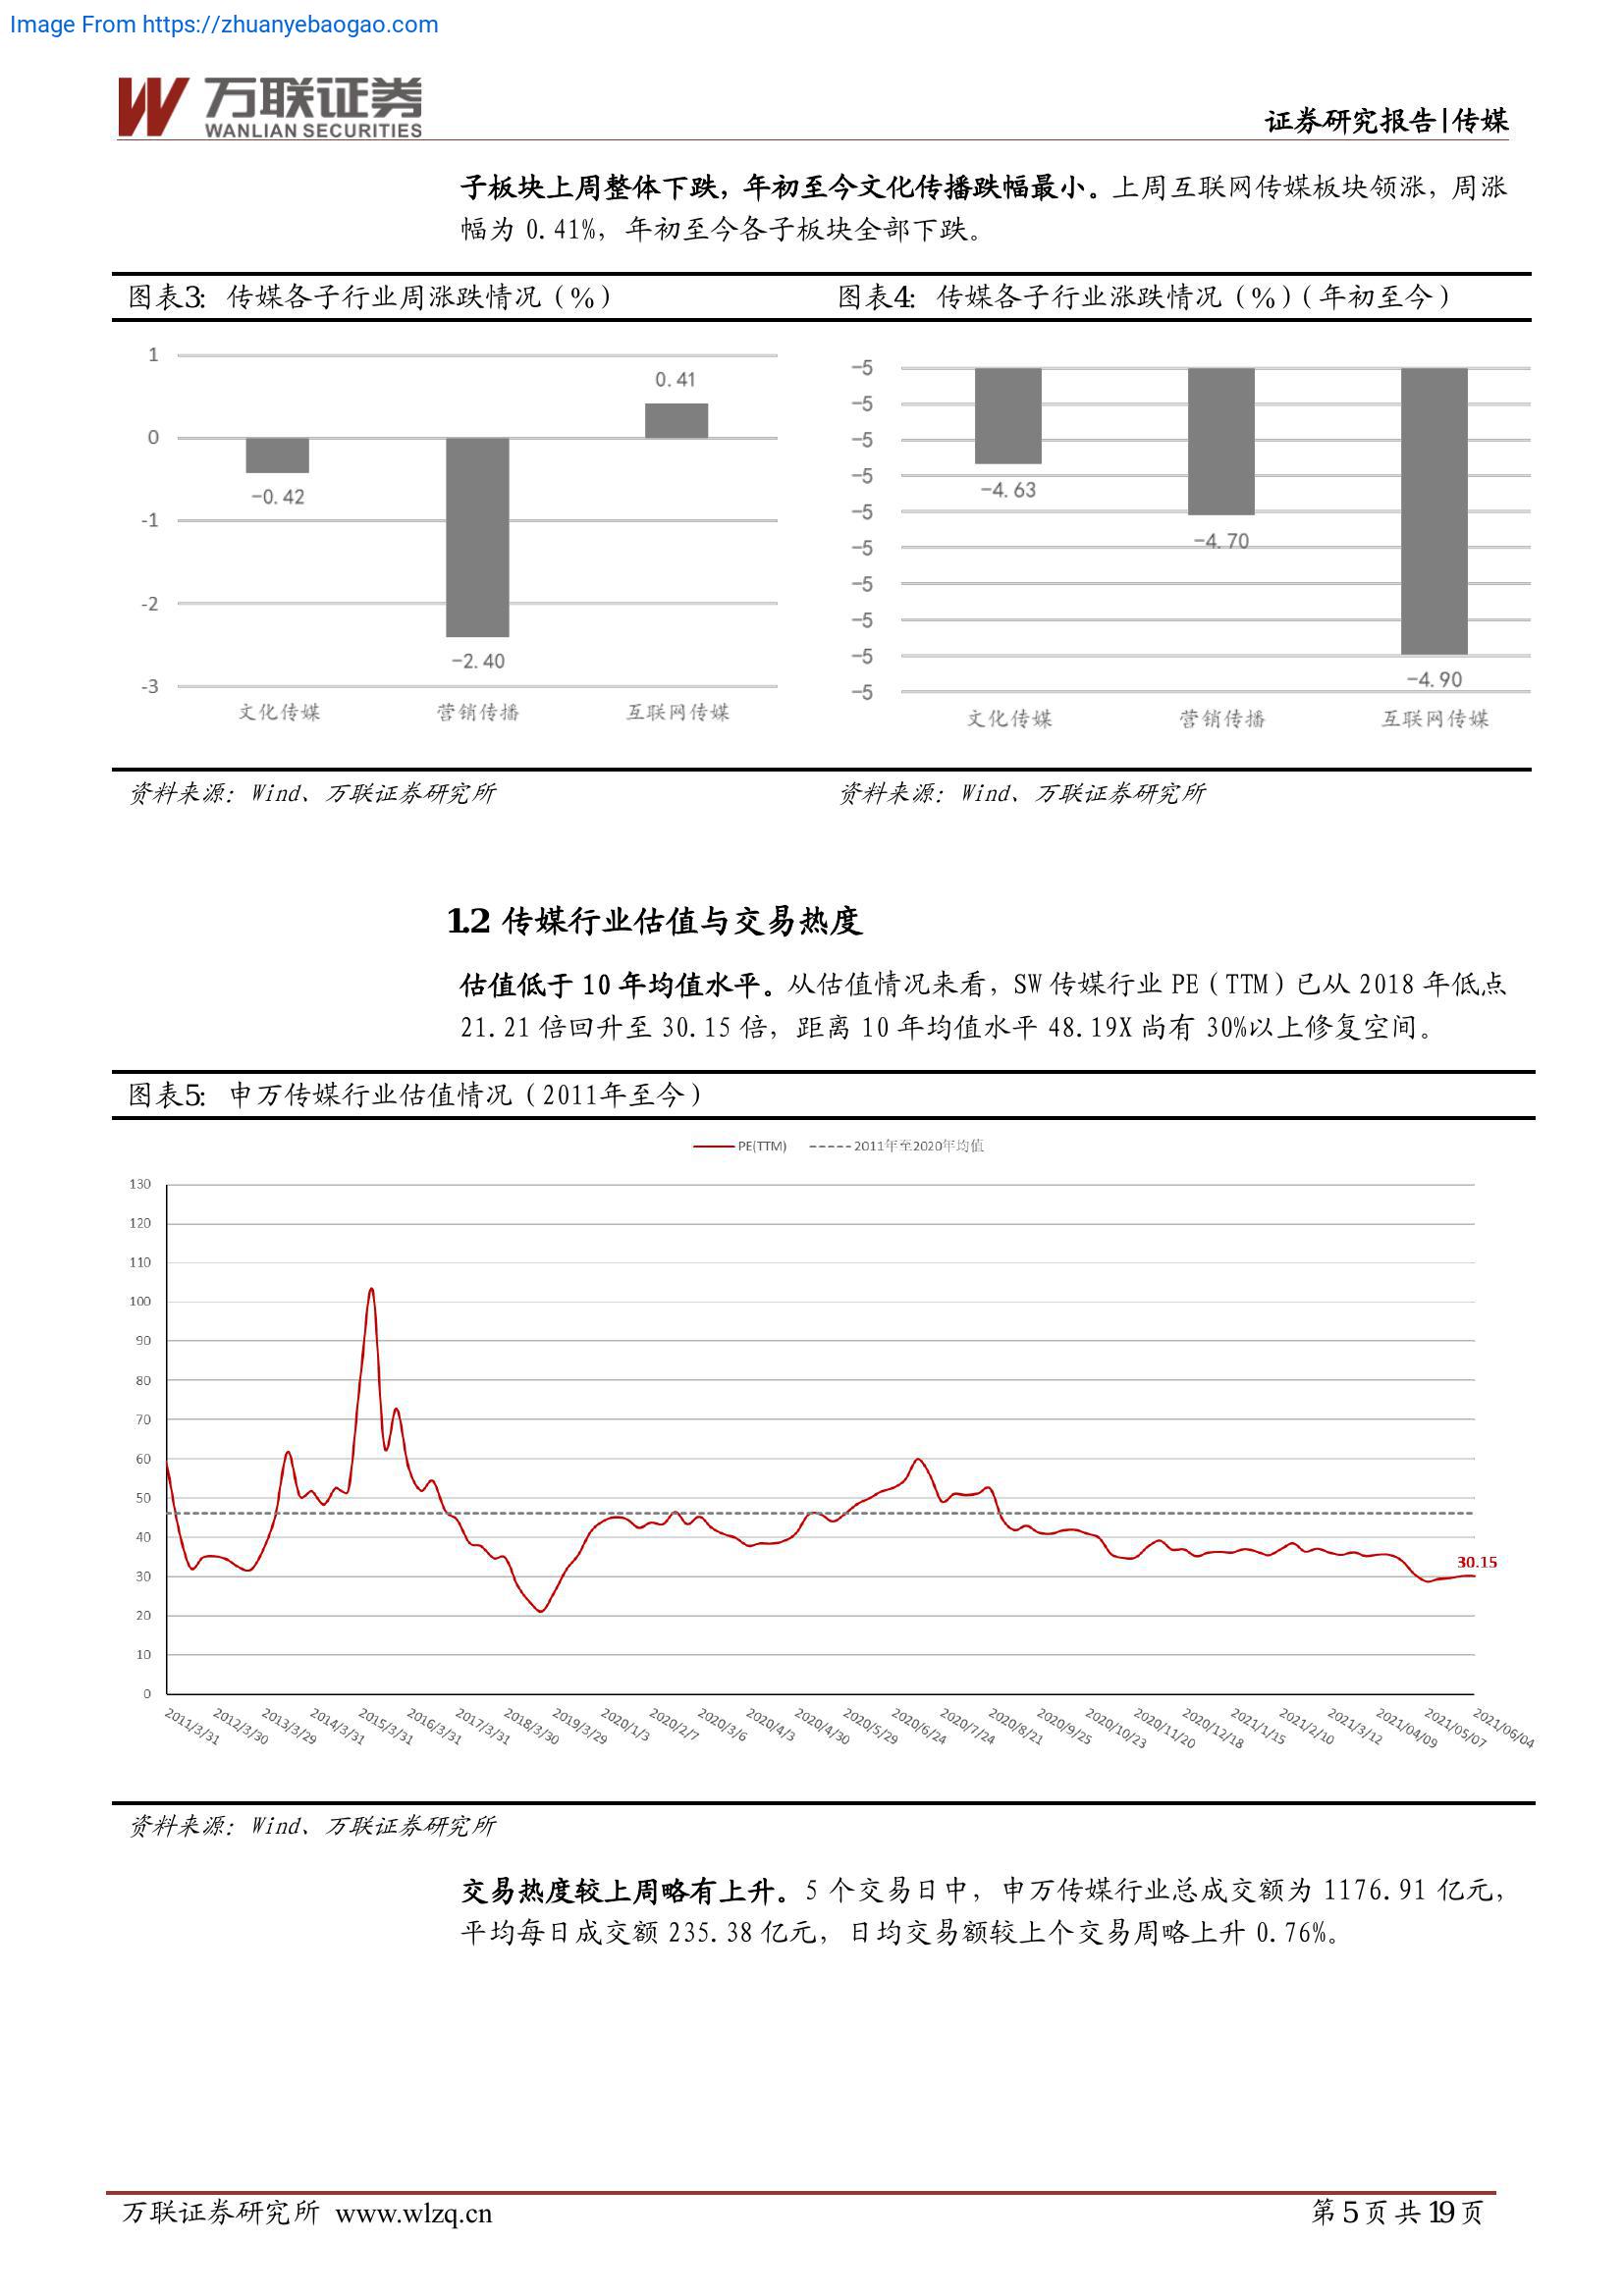 Image From https://zhuanyebaogao.com
万联证券
WANLIAN SECURITIES
证券研究报告|传媒
子板块上周整体下跌，年初至今文化传播跌幅最小。上周互联网传媒板块领涨，周涨
幅为 0.41%，年初至今各子板块全部下跌。
图表3： 传媒各子行业周涨跌情况（%）
图表4： 传媒各子行业涨跌情况（%）（年初至今）
1
0
-1
-2
-3
0.41
-0.42
-2.40
文化传媒 营销传播 互联网传媒
-5
-5
-5
-5
-5
-5
-5
-5
-5
-5
-4.63
-4.70
-4.90
文化传媒 营销传播 互联网传媒
资料来源：Wind、万联证券研究所
资料来源：Wind、万联证券研究所
1.2 传媒行业估值与交易热度
估值低于 10 年均值水平。从估值情况来看，SW 传媒行业 PE（TTM）已从 2018 年低点
21.21 倍回升至 30.15 倍，距离 10 年均值水平 48.19X 尚有 30%以上修复空间。
图表5： 申万传媒行业估值情况（2011年至今）
PE(TTM) 2011年至2020年均值
130
120
110
100
90
80
70
60
50
40
30
20
10
0
30.15
2011/3/31 2012/3/30 2013/3/29 2014/3/31 2015/3/31 2016/3/31 2017/3/31 2018/3/30 2019/3/29 2020/1/3 2020/2/7 2020/3/6 2020/4/3 2020/4/30 2020/5/29 2020/6/24 2020/7/24 2020/8/21 2020/9/25 2020/10/23 2020/11/20 2020/12/18 2021/1/15 2021/2/10 2021/3/12 2021/04/09 2021/05/07 2021/06/04
资料来源：Wind、万联证券研究所
交易热度较上周略有上升。5 个交易日中，申万传媒行业总成交额为 1176.91 亿元，
平均每日成交额 235.38 亿元，日均交易额较上个交易周略上升 0.76%。
万联证券研究所 www.wlzq.cn
第 5 页 共 19 页